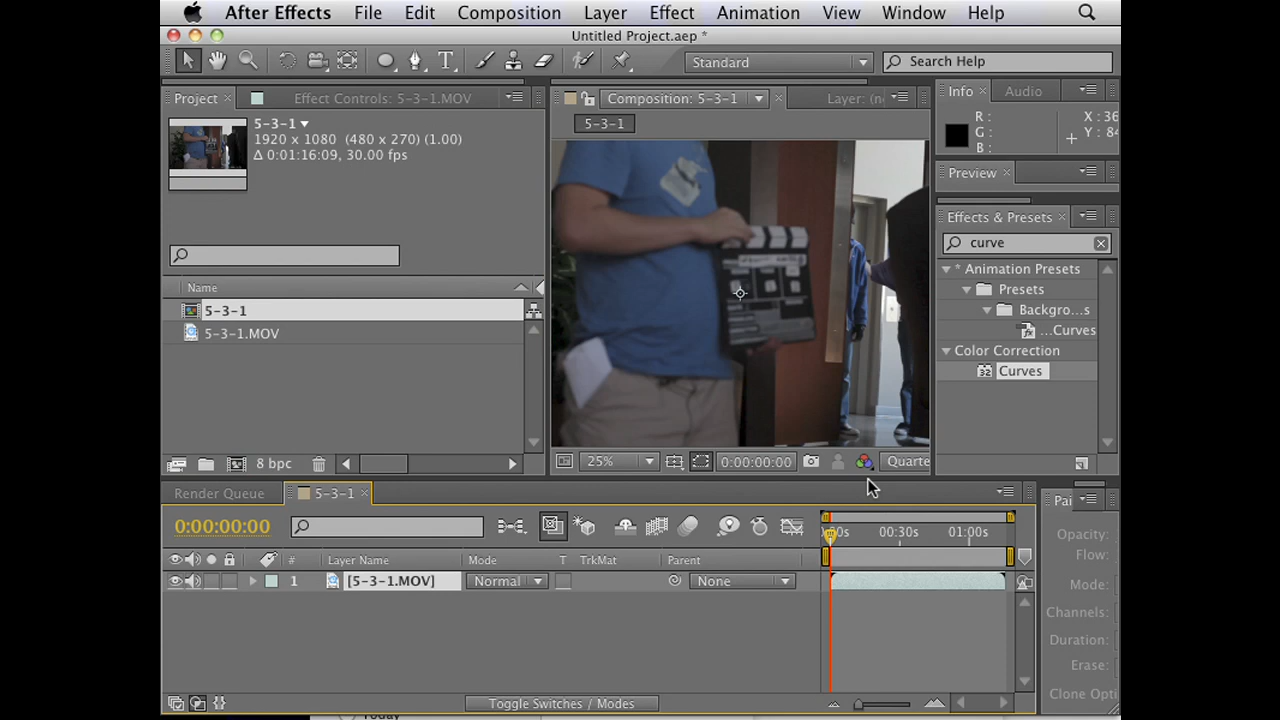 After Effects File Edit Composition Layer Effect Animation View Window Help
Untitled Project.aep *
Standard
Search Help
Project
Effect Controls: 5-3-1.MOV
5-3-1
1920 x 1080 (480 x 270) (1.00)
Δ 0:01:16:09, 30.00 fps
Name
5-3-1
5-3-1.MOV
8 bpc
Composition: 5-3-1
Layer: (n
5-3-1
25%
0:00:00:00
Quarte
Info
Audio
R :
G :
B :
X : 36
Y : 84
Preview
Effects & Presets
curve
* Animation Presets
Presets
Backgro...s
...Curves
Color Correction
32
Curves
Render Queue
5-3-1
0:00:00:00
:00s 00:30s 01:00s
# Layer Name Mode T TrkMat Parent
1 [5-3-1.MOV] Normal None
Toggle Switches / Modes
Pai
Opacity:
Flow:
Mode:
Channels:
Duration:
Erase:
Clone Opti
Today